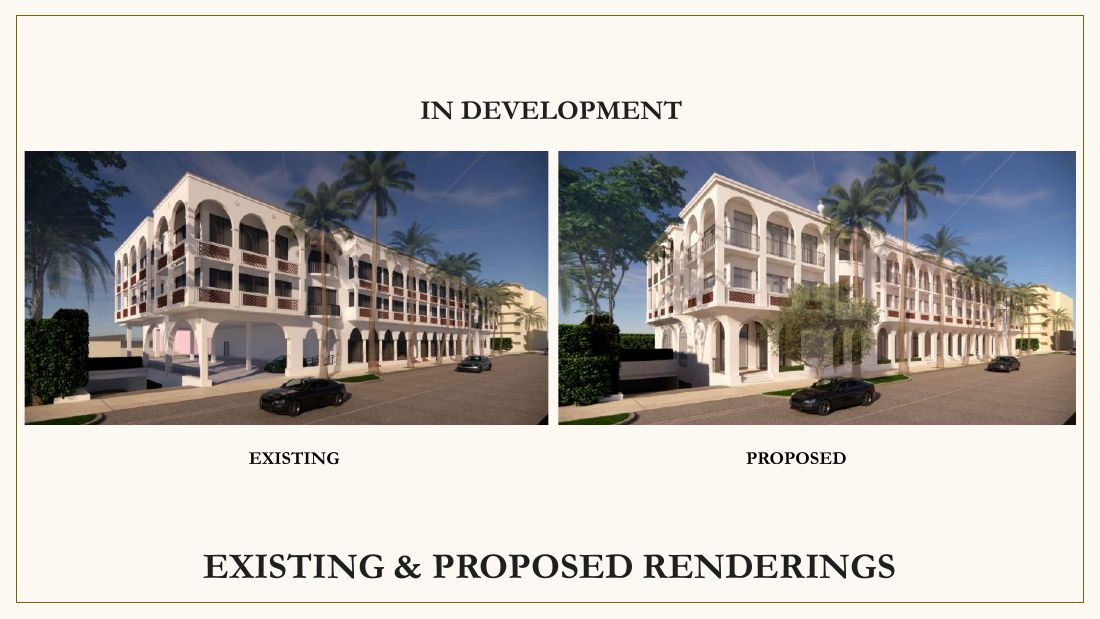 IN DEVELOPMENT
EXISTING
PROPOSED
EXISTING & PROPOSED RENDERINGS